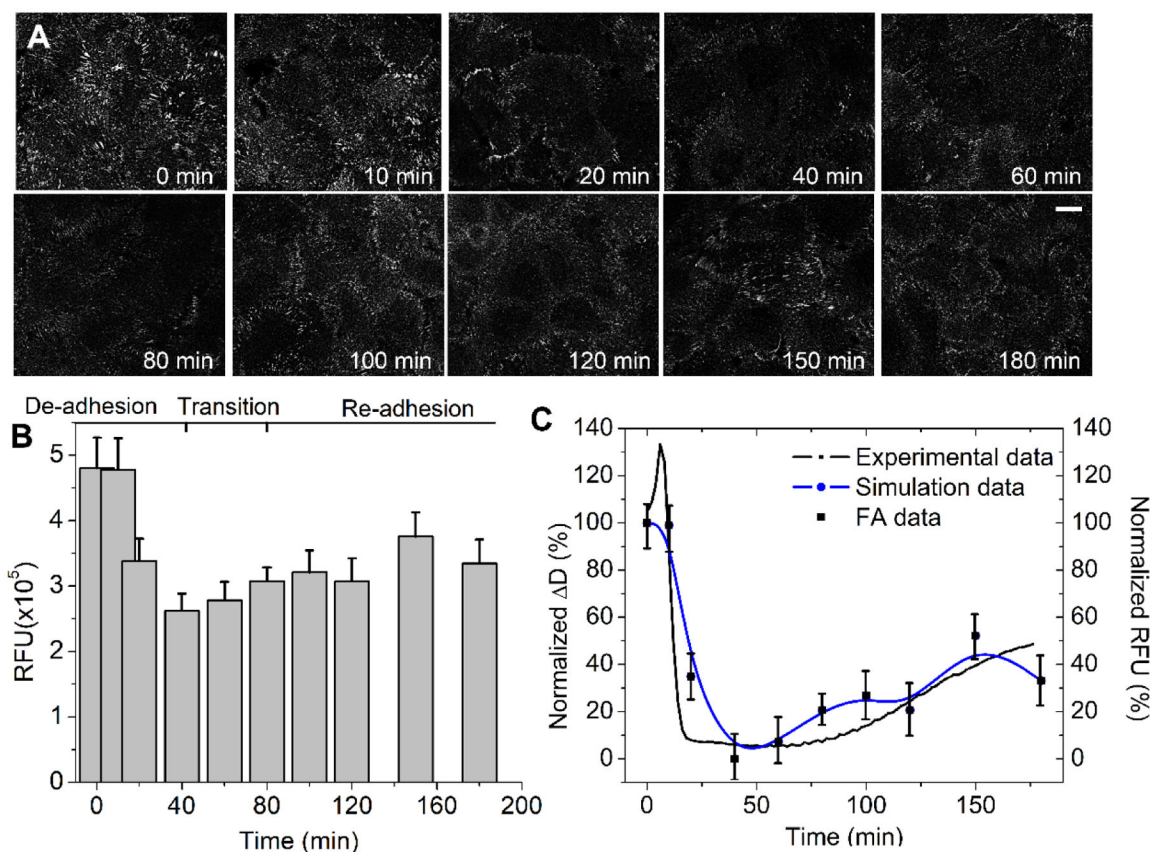 A
0 min
10 min
20 min
40 min
60 min
80 min
100 min
120 min
150 min
180 min
De-adhesion Transition Re-adhesion
B
RFU(x10⁵)
5
4
3
2
1
0
0 40 80 120 160 200
Time (min)
C
Normalized ΔD (%)
140
120
100
80
60
40
20
0
Experimental data
Simulation data
FA data
140
120
100
80
60
40
20
0
Normalized RFU (%)
0 50 100 150
Time (min)